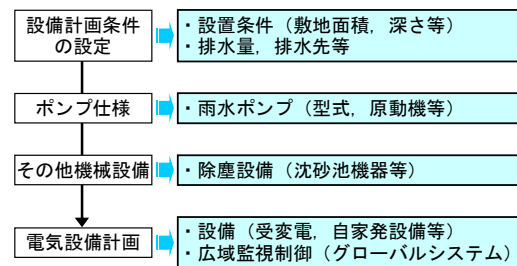 設備計画条件
の設定
・設置条件（敷地面積，深さ等）
・排水量，排水先等
ポンプ仕様
・雨水ポンプ（型式，原動機等）
その他機械設備
・除塵設備（沈砂池機器等）
電気設備計画
・設備（受変電，自家発設備等）
・広域監視制御（グローバルシステム）